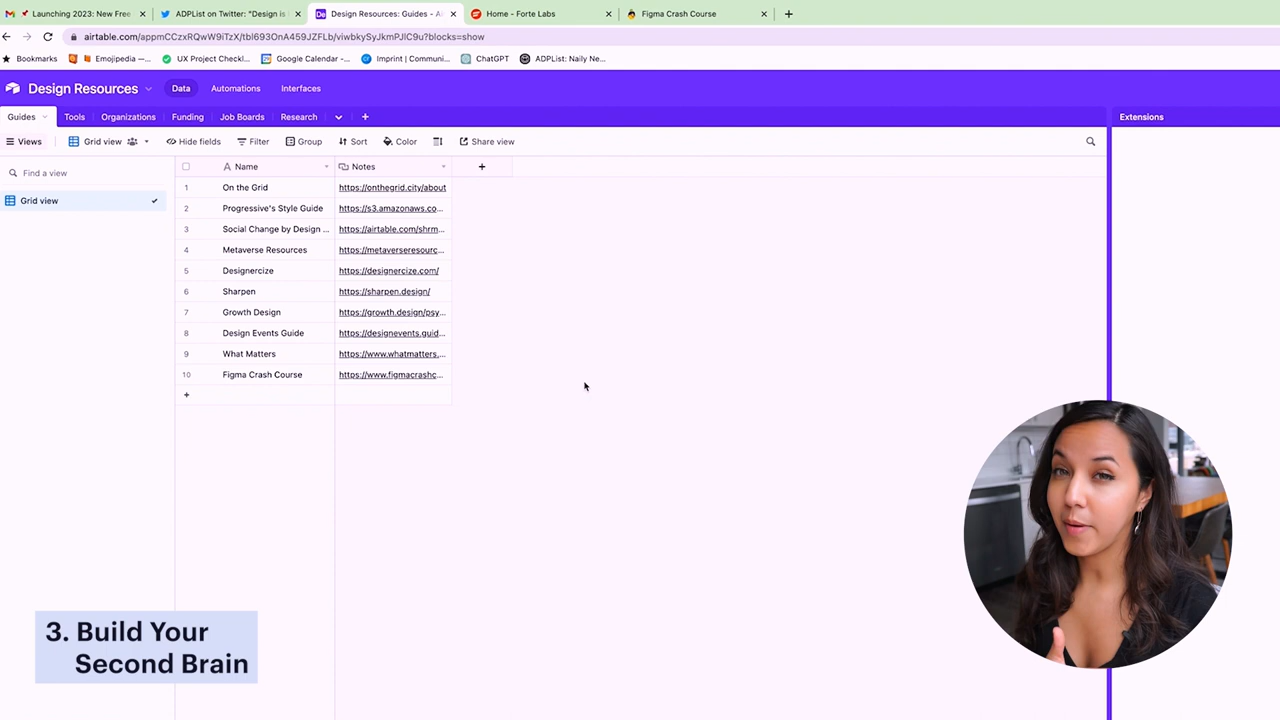 Launching 2023: New Free
ADPList on Twitter: "Design is
Design Resources: Guides - A
Home - Forte Labs
Figma Crash Course
airtable.com/appmCCzxRQwW9iTzX/tbl693OnA459JZFLb/viwbkySyJkmPJlC9u?blocks=show
Bookmarks
Emojipedia —...
UX Project Checkl...
Google Calendar -...
Imprint | Communi...
ChatGPT
ADPList: Naily Ne...
Design Resources
Data
Automations
Interfaces
Guides
Tools
Organizations
Funding
Job Boards
Research
Extensions
Views
Grid view
Hide fields
Filter
Group
Sort
Color
Share view
Find a view
Grid view
Name
Notes
1 On the Grid https://onthegrid.city/about
2 Progressive's Style Guide https://s3.amazonaws.co...
3 Social Change by Design ... https://airtable.com/shrm...
4 Metaverse Resources https://metaverseresourc...
5 Designercize https://designercize.com/
6 Sharpen https://sharpen.design/
7 Growth Design https://growth.design/psy...
8 Design Events Guide https://designevents.guid...
9 What Matters https://www.whatmatters....
10 Figma Crash Course https://www.figmacrashc...
3. Build Your
Second Brain